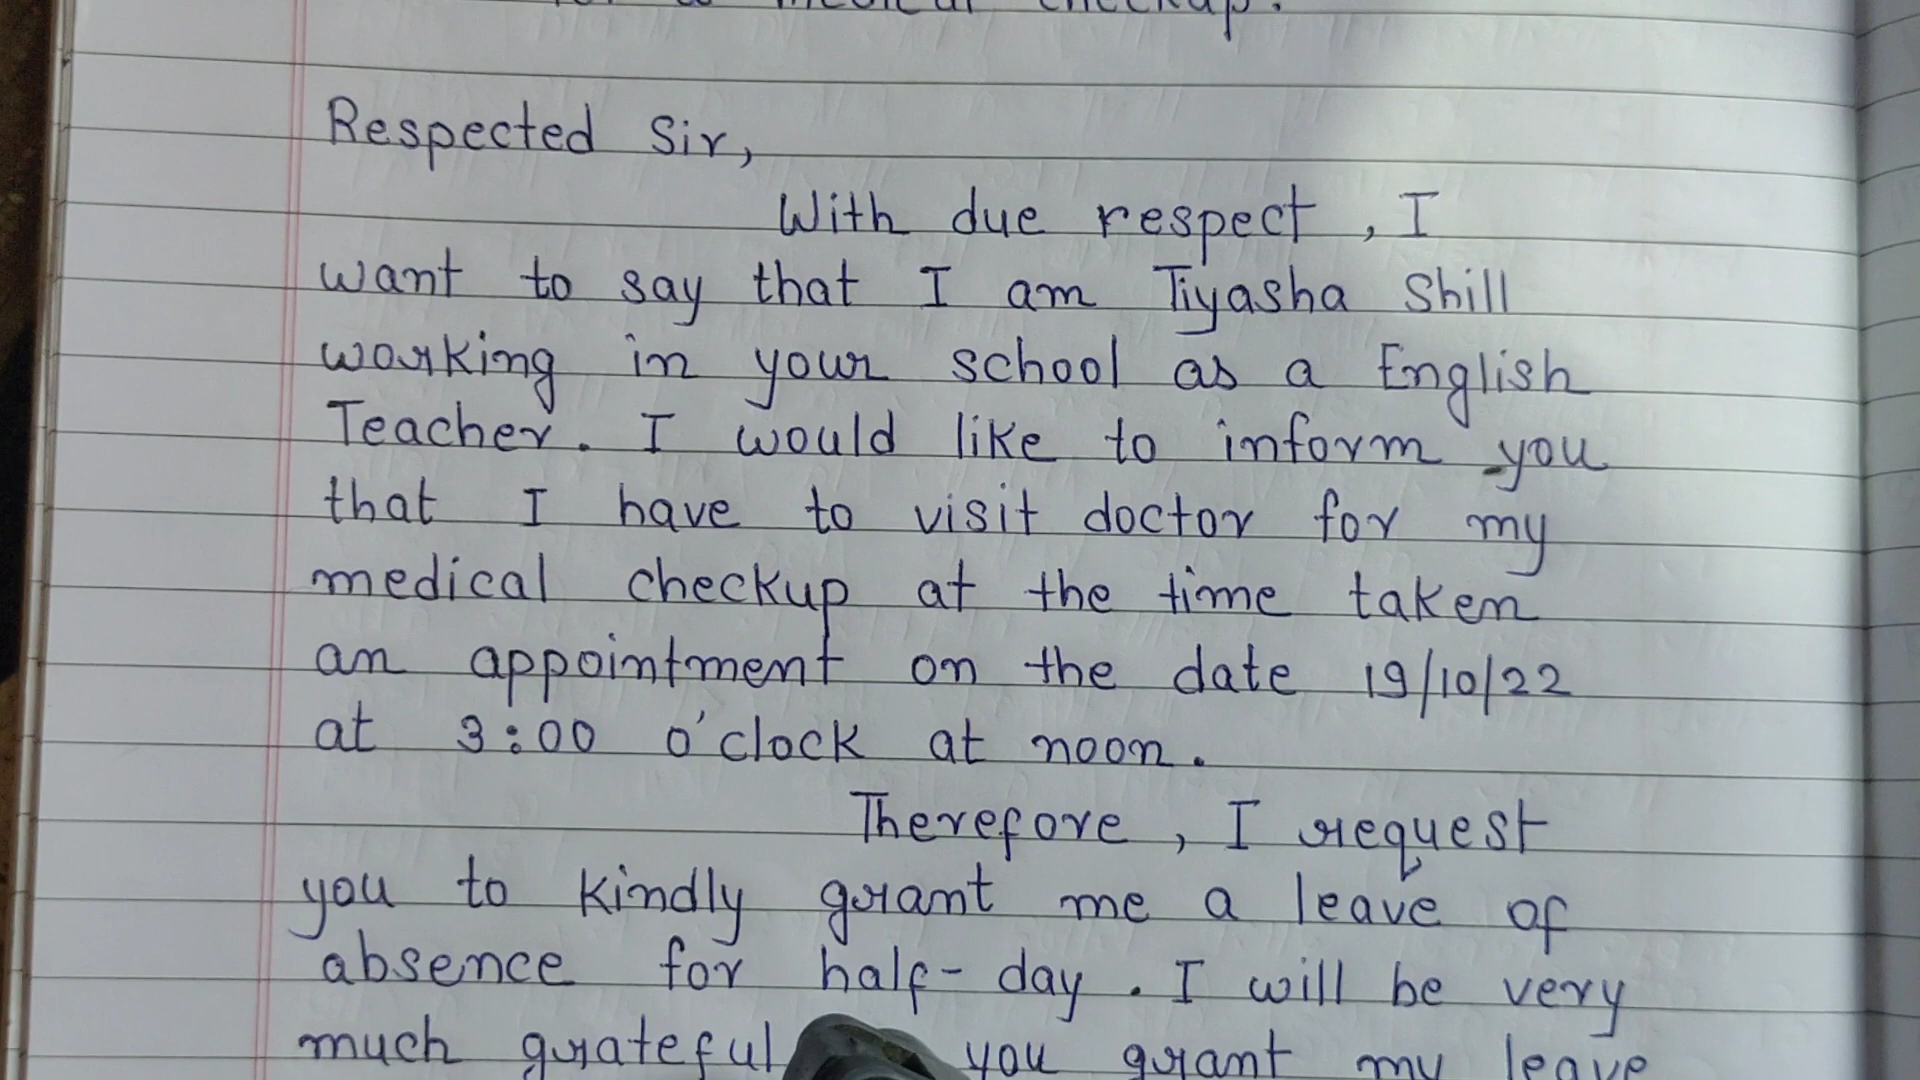 medical checkup.
Respected Sir,
With due respect, I
want to say that I am Tiyasha Shill
working in your school as a English
Teacher. I would like to inform you
that I have to visit doctor for my
medical checkup at the time taken
an appointment on the date 19/10/22
at 3:00 o'clock at noon.
Therefore, I request
you to kindly grant me a leave of
absence for half-day. I will be very
much grateful you grant my leave